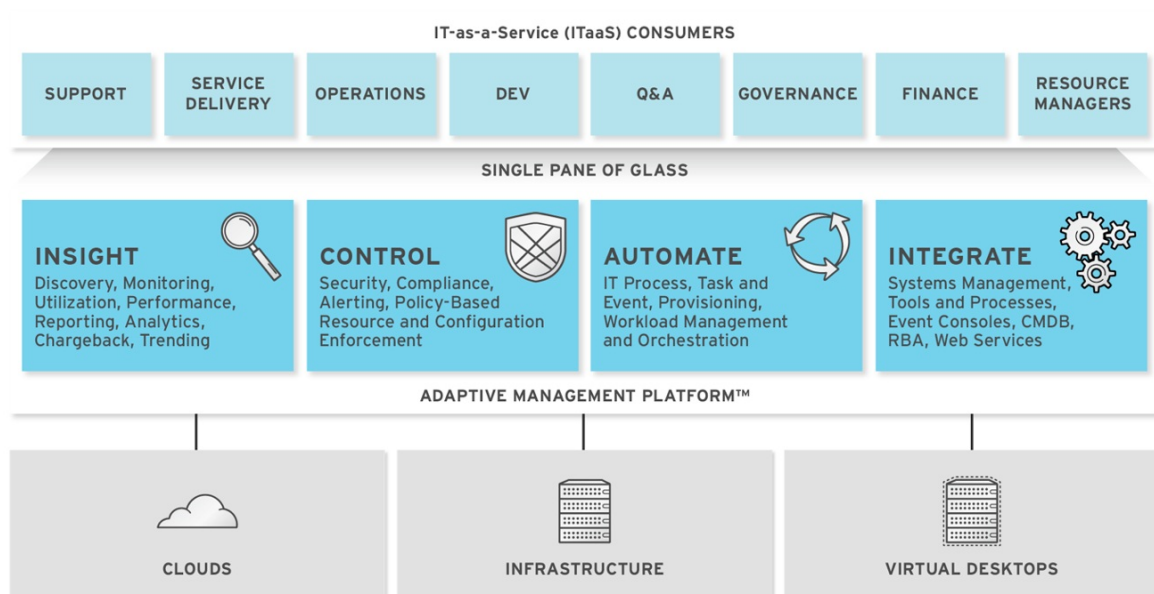 IT-as-a-Service (ITaaS) CONSUMERS
SUPPORT
SERVICE
DELIVERY
OPERATIONS
DEV
Q&A
GOVERNANCE
FINANCE
RESOURCE
MANAGERS
SINGLE PANE OF GLASS
INSIGHT
Discovery, Monitoring,
Utilization, Performance,
Reporting, Analytics,
Chargeback, Trending
CONTROL
Security, Compliance,
Alerting, Policy-Based
Resource and Configuration
Enforcement
AUTOMATE
IT Process, Task and
Event, Provisioning,
Workload Management
and Orchestration
INTEGRATE
Systems Management,
Tools and Processes,
Event Consoles, CMDB,
RBA, Web Services
ADAPTIVE MANAGEMENT PLATFORM™
CLOUDS
INFRASTRUCTURE
VIRTUAL DESKTOPS